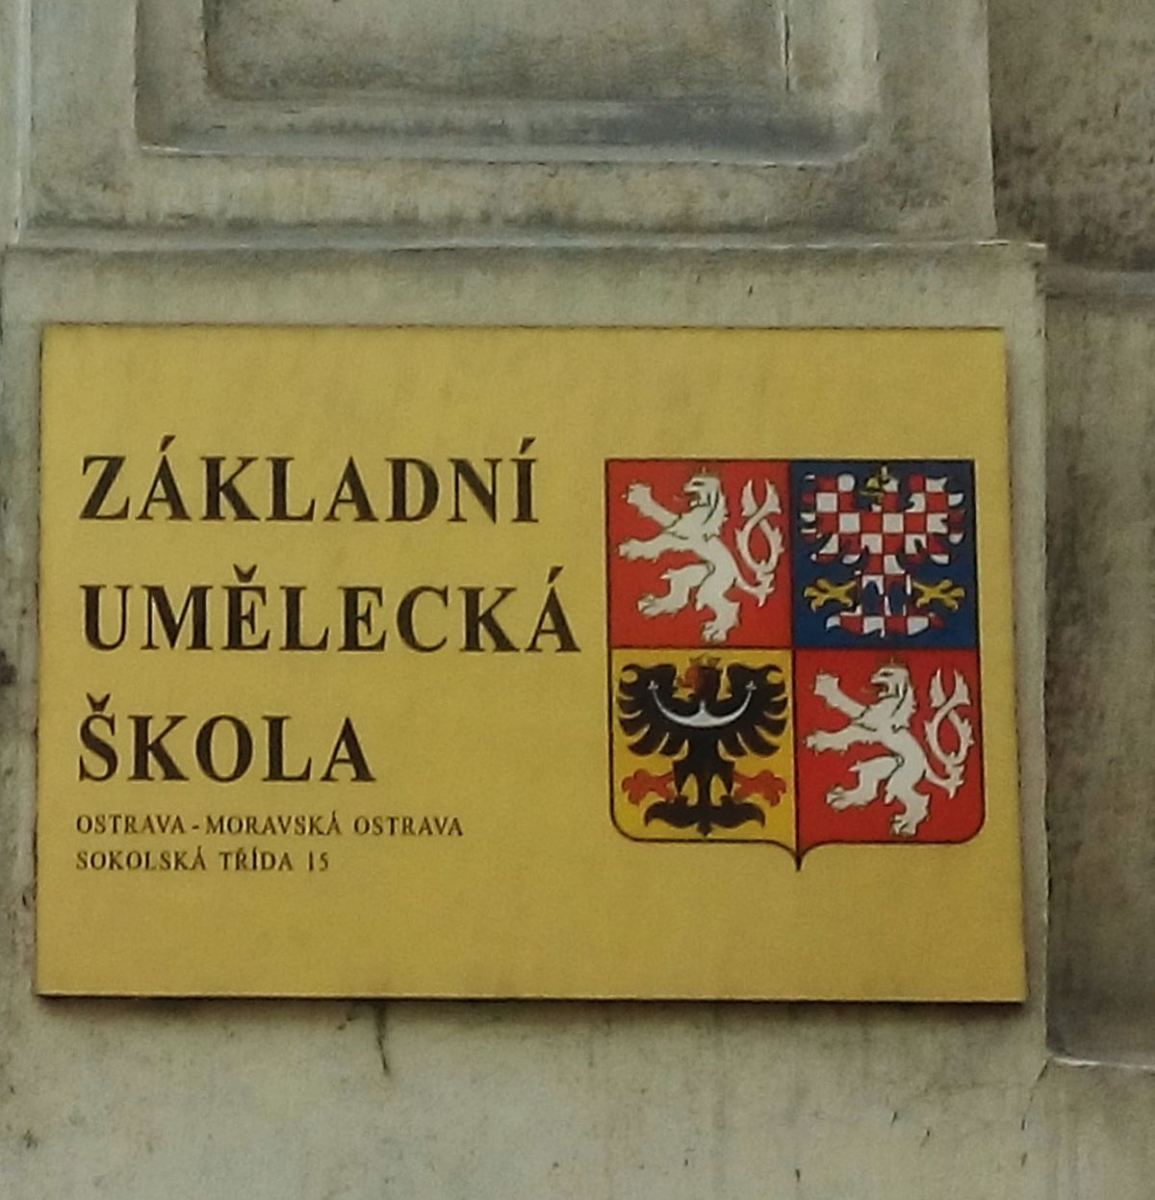 ZÁKLADNÍ
UMĚLECKÁ
ŠKOLA
OSTRAVA - MORAVSKÁ OSTRAVA
SOKOLSKÁ TŘÍDA 15